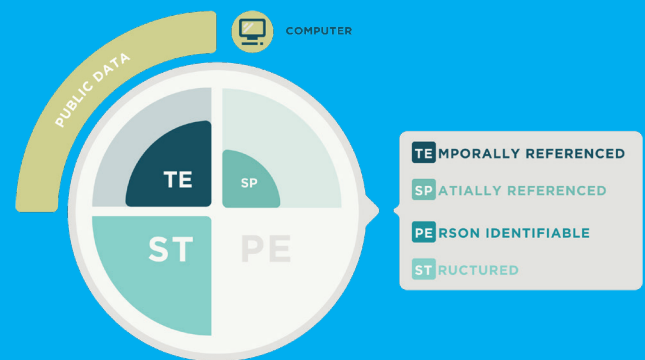 COMPUTER
PUBLIC DATA
TE
SP
ST
PE
TEMPORALLY REFERENCED
SPATIALLY REFERENCED
PERSON IDENTIFIABLE
STRUCTURED